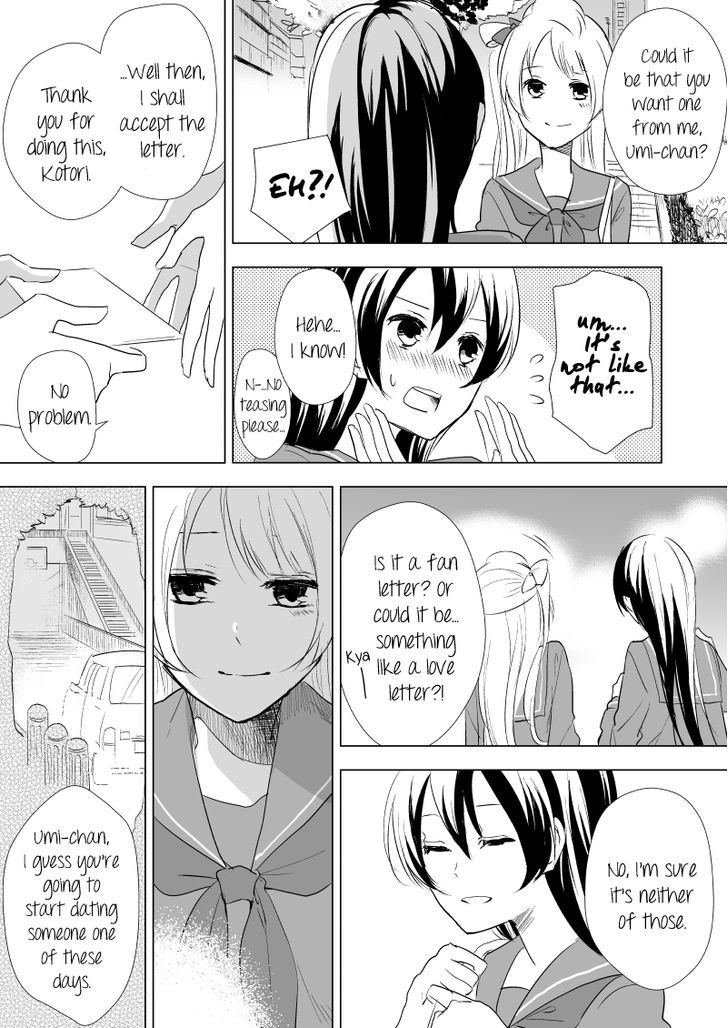 Could it
be that you
want one
from me,
Umi-chan?
EH?!
um...
It's
not like
that...
Hehe...
I know!
N-..No
teasing
please...
...Well then,
I shall
accept the
letter.
Thank
you for
doing this,
Kotori.
No
problem.
Is it a fan
letter? Or
could it be...
something
like a love
letter?!
Kya
No, I'm sure
it's neither
of those.
Umi-chan,
I guess you're
going to
start dating
someone one
of these
days.